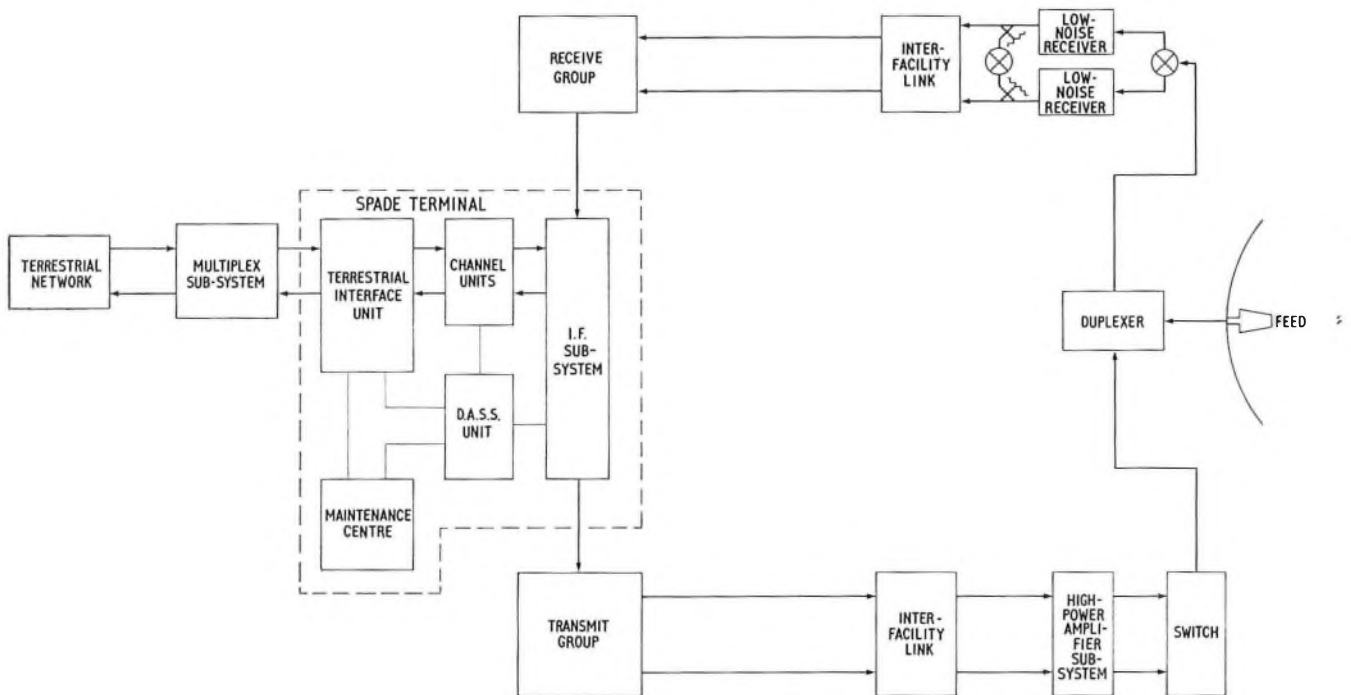 RECEIVE
GROUP
INTER-
FACILITY
LINK
LOW-
NOISE
RECEIVER
LOW-
NOISE
RECEIVER
SPADE TERMINAL
TERRESTRIAL
NETWORK
MULTIPLEX
SUB-SYSTEM
TERRESTRIAL
INTERFACE
UNIT
CHANNEL
UNITS
I.F.
SUB-
SYSTEM
D.A.S.S.
UNIT
MAINTENANCE
CENTRE
DUPLEXER
FEED
TRANSMIT
GROUP
INTER-
FACILITY
LINK
HIGH-
POWER
AMPLI-
FIER
SUB-
SYSTEM
SWITCH